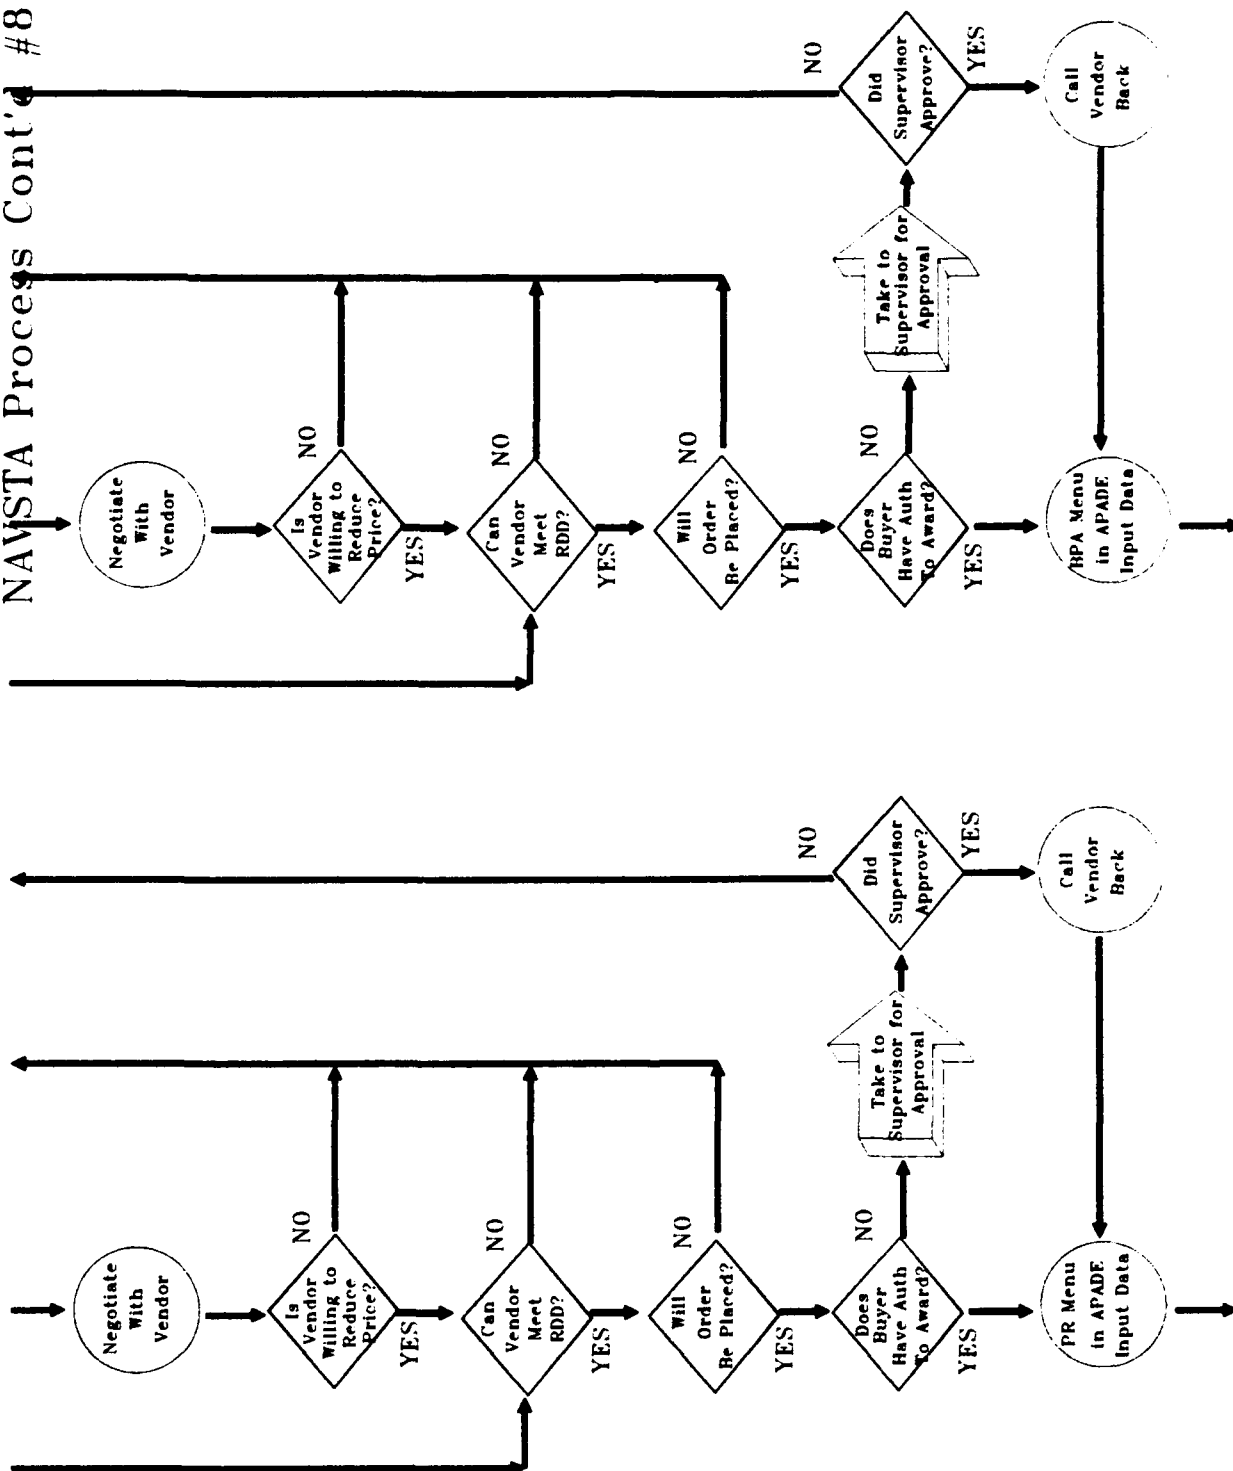 NAVSTA Process Cont'd #8
Negotiate
With
Vendor
Is
Vendor
Willing to
Reduce
Price?
NO
YES
Can
Vendor
Meet
RDD?
NO
YES
Will
Order
Be Placed?
NO
YES
Does
Buyer
Have Auth
To Award?
NO
YES
Take to
Supervisor for
Approval
Did
Supervisor
Approve?
NO
YES
Call
Vendor
Back
PR Menu
in APADE
Input Data
Negotiate
With
Vendor
Is
Vendor
Willing to
Reduce
Price?
NO
YES
Can
Vendor
Meet
RDD?
NO
YES
Will
Order
Be Placed?
NO
YES
Does
Buyer
Have Auth
To Award?
NO
YES
Take to
Supervisor for
Approval
Did
Supervisor
Approve?
NO
YES
Call
Vendor
Back
BPA Menu
in APADE
Input Data